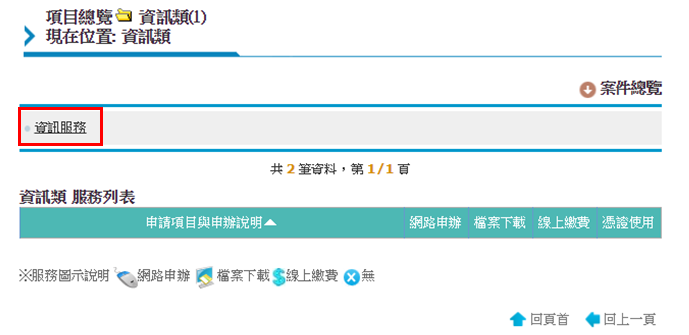 項目總覽 資訊類(1)
現在位置: 資訊類
案件總覽
資訊服務
共 2 筆資料，第 1/1 頁
資訊類 服務列表
申請項目與申辦說明 網路申辦 檔案下載 線上繳費 憑證使用
※服務圖示說明 網路申辦 檔案下載 線上繳費 無
回頁首 回上一頁